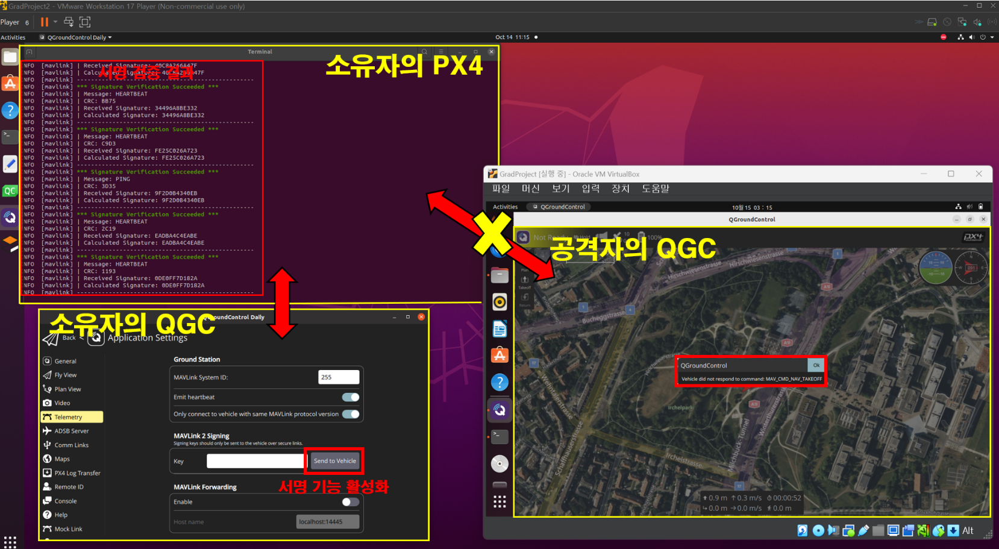 GradProject2 - VMware Workstation 17 Player (Non-commercial use only)
Player 6
Activities QGroundControl Daily Oct 14 11:15
Terminal
소유자의 PX4
서명 검증 결과
NFO [mavlink] | Received Signature: 40C8A266A47F
NFO [mavlink] | Calculated Signature: 40C8A266A47F
NFO [mavlink] --------------------------------------------------
NFO [mavlink] *** Signature Verification Succeeded ***
NFO [mavlink] | Message: HEARTBEAT
NFO [mavlink] | CRC: BB75
NFO [mavlink] | Received Signature: 34496A8BE332
NFO [mavlink] | Calculated Signature: 34496A8BE332
NFO [mavlink] --------------------------------------------------
NFO [mavlink] *** Signature Verification Succeeded ***
NFO [mavlink] | Message: HEARTBEAT
NFO [mavlink] | CRC: C9D3
NFO [mavlink] | Received Signature: FE25C026A723
NFO [mavlink] | Calculated Signature: FE25C026A723
NFO [mavlink] --------------------------------------------------
NFO [mavlink] *** Signature Verification Succeeded ***
NFO [mavlink] | Message: PING
NFO [mavlink] | CRC: 3D35
NFO [mavlink] | Received Signature: 9F2D0B4340EB
NFO [mavlink] | Calculated Signature: 9F2D0B4340EB
NFO [mavlink] --------------------------------------------------
NFO [mavlink] *** Signature Verification Succeeded ***
NFO [mavlink] | Message: HEARTBEAT
NFO [mavlink] | CRC: 2C19
NFO [mavlink] | Received Signature: EADBA4C4EABE
NFO [mavlink] | Calculated Signature: EADBA4C4EABE
NFO [mavlink] --------------------------------------------------
NFO [mavlink] *** Signature Verification Succeeded ***
NFO [mavlink] | Message: HEARTBEAT
NFO [mavlink] | CRC: 1193
NFO [mavlink] | Received Signature: 0DE0FF7D182A
NFO [mavlink] | Calculated Signature: 0DE0FF7D182A
NFO [mavlink] --------------------------------------------------
QGroundControl Daily
소유자의 QGC
Back < Application Settings
General
Fly View
Plan View
Video
Telemetry
ADSB Server
Comm Links
Maps
PX4 Log Transfer
Remote ID
Console
Help
Mock Link
Ground Station
MAVLink System ID: 255
Emit heartbeat
Only connect to vehicle with same MAVLink protocol version
MAVLink 2 Signing
Signing keys should only be sent to the vehicle over secure links.
Key Send to Vehicle
서명 기능 활성화
MAVLink Forwarding
Enable
Host name localhost:14445
GradProject [실행 중] - Oracle VM VirtualBox
파일 머신 보기 입력 장치 도움말
Activities QGroundControl 10월 15 03 : 15
QGroundControl
Not Hold 10 100% PX4
공격자의 QGC
Plan
Takeoff
Return
Hirschwiesenstrasse
Hirschwiesenstrasse
Bucheggstrasse
Wehntalerstrasse
Schaffhauserstrasse
Irchelpark
Irchelstrasse
Milchbuck-Tunnel
Winterthurerstrasse
QGroundControl Ok
Vehicle did not respond to command: MAV_CMD_NAV_TAKEOFF
0.9 m 0.3 m/s 00:00:52
0.0 m 0.0 m/s 0.0 m
Alt